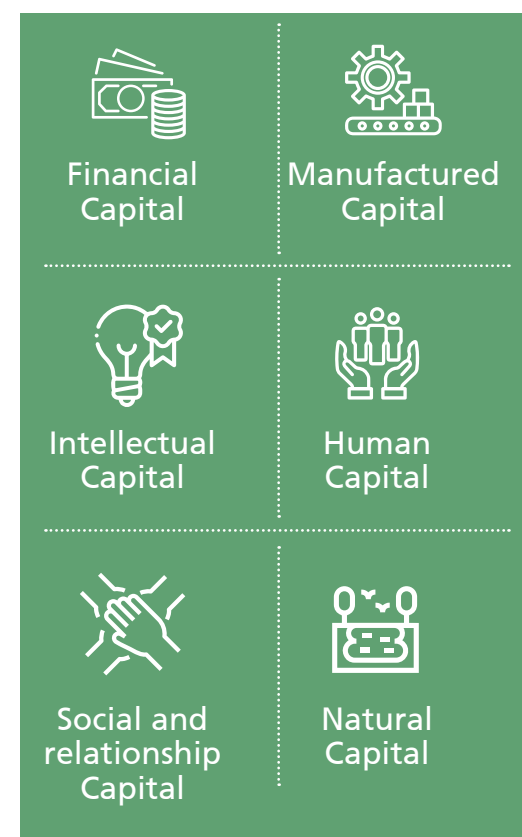 Financial
Capital
Manufactured
Capital
Intellectual
Capital
Human
Capital
Social and
relationship
Capital
Natural
Capital